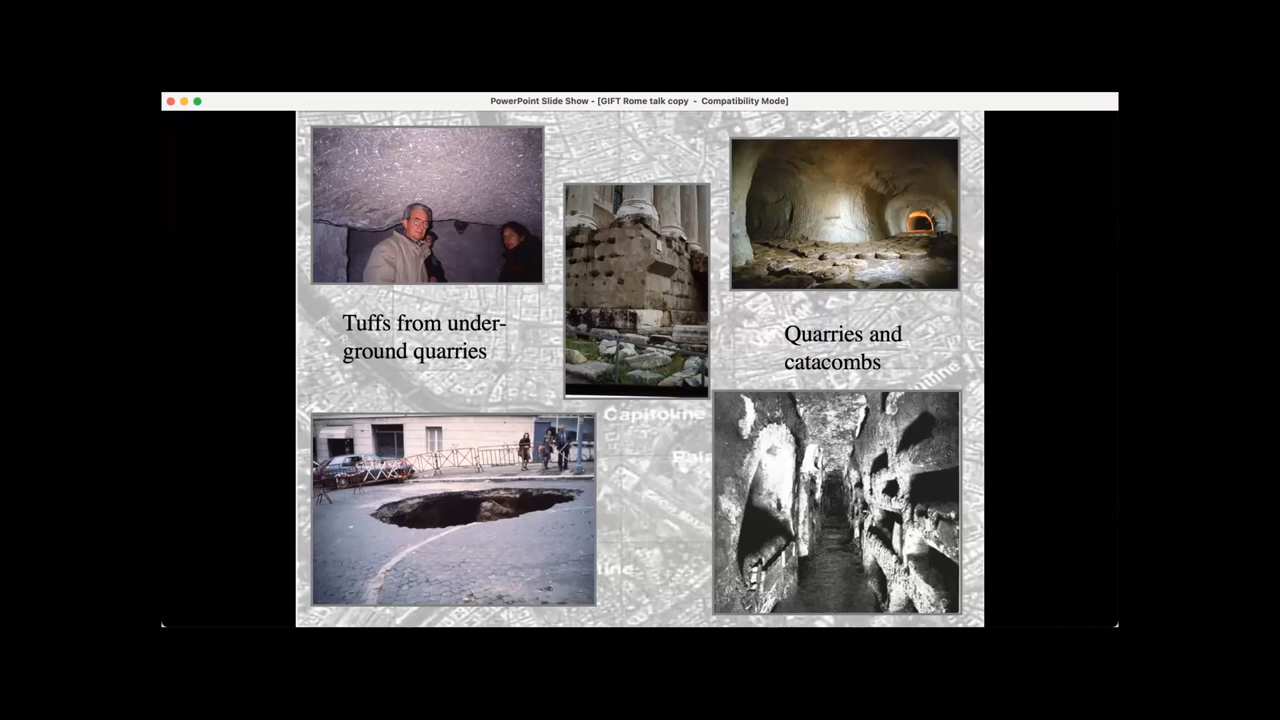 PowerPoint Slide Show - [GIFT Rome talk copy - Compatibility Mode]
Tuffs from under-
ground quarries
Quarries and
catacombs
Capitoline